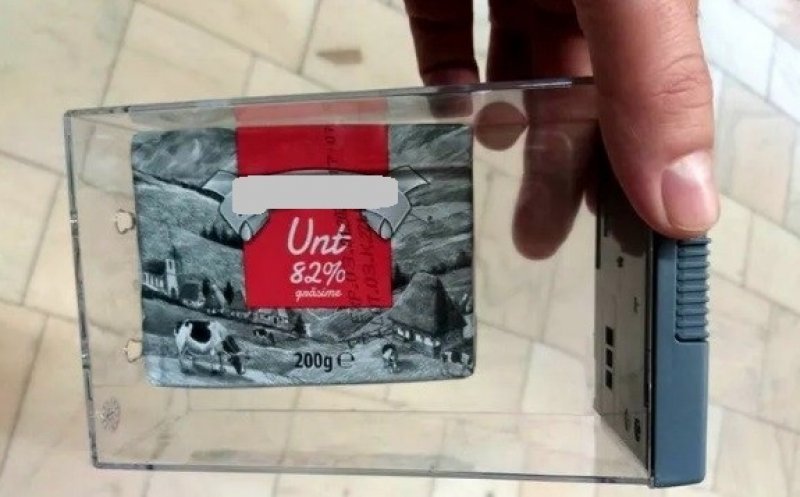 Unt
82%
grăsime
200g ℮